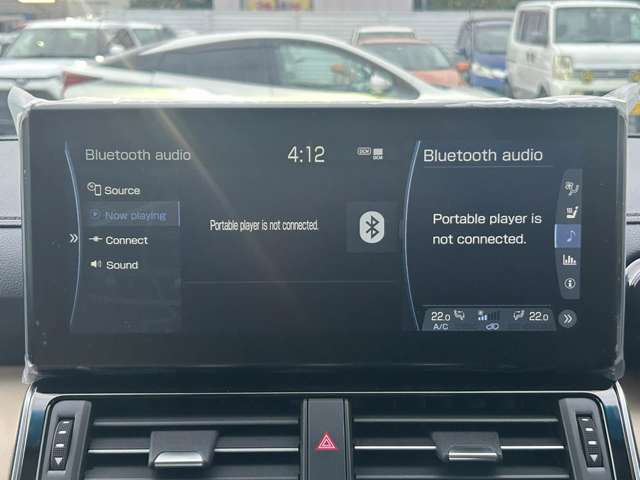 Bluetooth audio
4:12
DCM
Bluetooth audio
Source
Now playing
Connect
Sound
Portable player is not connected.
Portable player is
not connected.
22.0
A/C
22.0